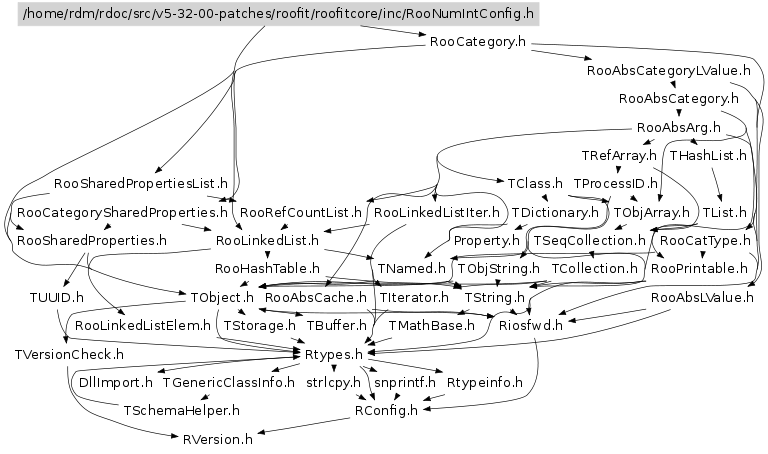 /home/rdm/rdoc/src/v5-32-00-patches/roofit/roofitcore/inc/RooNumIntConfig.h
RooCategory.h
RooAbsCategoryLValue.h
RooAbsCategory.h
RooAbsArg.h
TRefArray.h THashList.h
RooSharedPropertiesList.h TClass.h TProcessID.h
RooCategorySharedProperties.h RooRefCountList.h RooLinkedListIter.h TDictionary.h TObjArray.h TList.h
RooSharedProperties.h RooLinkedList.h Property.h TSeqCollection.h RooCatType.h
RooHashTable.h TNamed.h TObjString.h TCollection.h RooPrintable.h
TUUID.h TObject.h RooAbsCache.h TIterator.h TString.h RooAbsLValue.h
RooLinkedListElem.h TStorage.h TBuffer.h TMathBase.h Riosfwd.h
TVersionCheck.h Rtypes.h
DllImport.h TGenericClassInfo.h strlcpy.h snprintf.h Rtypeinfo.h
TSchemaHelper.h RConfig.h
RVersion.h